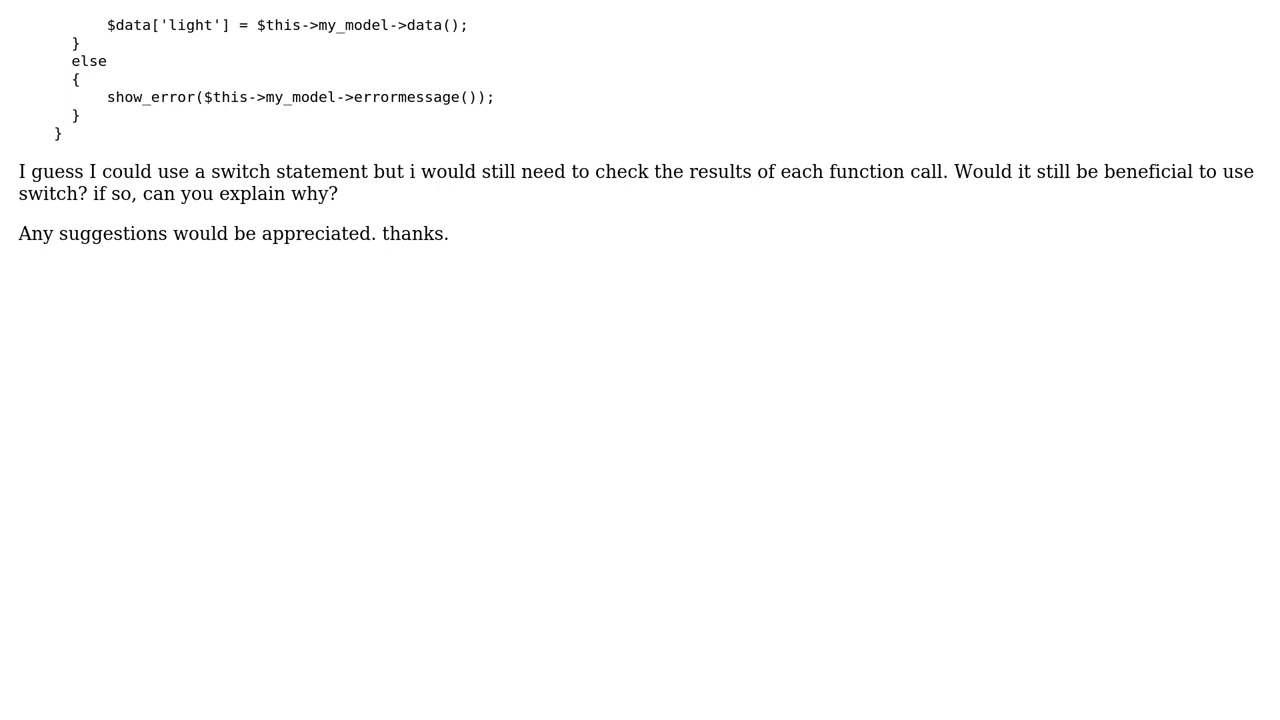 $data['light'] = $this->my_model->data();
}
else
{
show_error($this->my_model->errormessage());
}
}
I guess I could use a switch statement but i would still need to check the results of each function call. Would it still be beneficial to use
switch? if so, can you explain why?
Any suggestions would be appreciated. thanks.